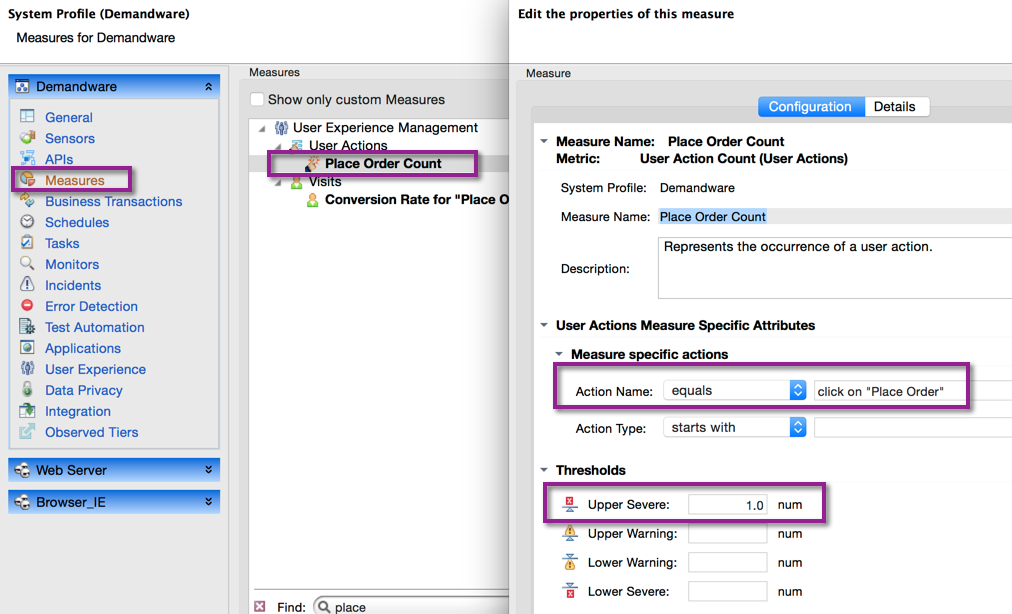 System Profile (Demandware)
Measures for Demandware
Demandware
General
Sensors
APIs
Measures
Business Transactions
Schedules
Tasks
Monitors
Incidents
Error Detection
Test Automation
Applications
User Experience
Data Privacy
Integration
Observed Tiers
Web Server
Browser_IE
Measures
Show only custom Measures
User Experience Management
User Actions
Place Order Count
Visits
Conversion Rate for "Place O
Find: place
Edit the properties of this measure
Measure
Configuration Details
Measure Name: Place Order Count
Metric: User Action Count (User Actions)
System Profile: Demandware
Measure Name: Place Order Count
Description: Represents the occurrence of a user action.
User Actions Measure Specific Attributes
Measure specific actions
Action Name: equals click on "Place Order"
Action Type: starts with
Thresholds
Upper Severe: 1.0 num
Upper Warning: num
Lower Warning: num
Lower Severe: num